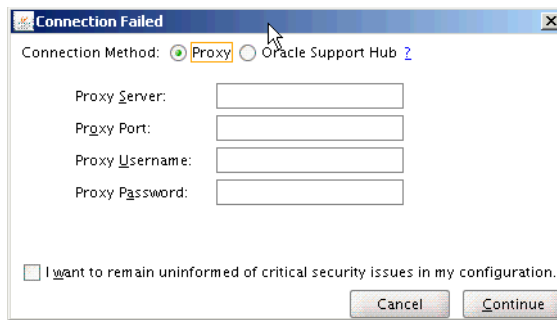 Connection Failed
Connection Method: Proxy Oracle Support Hub ?
Proxy Server:
Proxy Port:
Proxy Username:
Proxy Password:
I want to remain uninformed of critical security issues in my configuration.
Cancel Continue